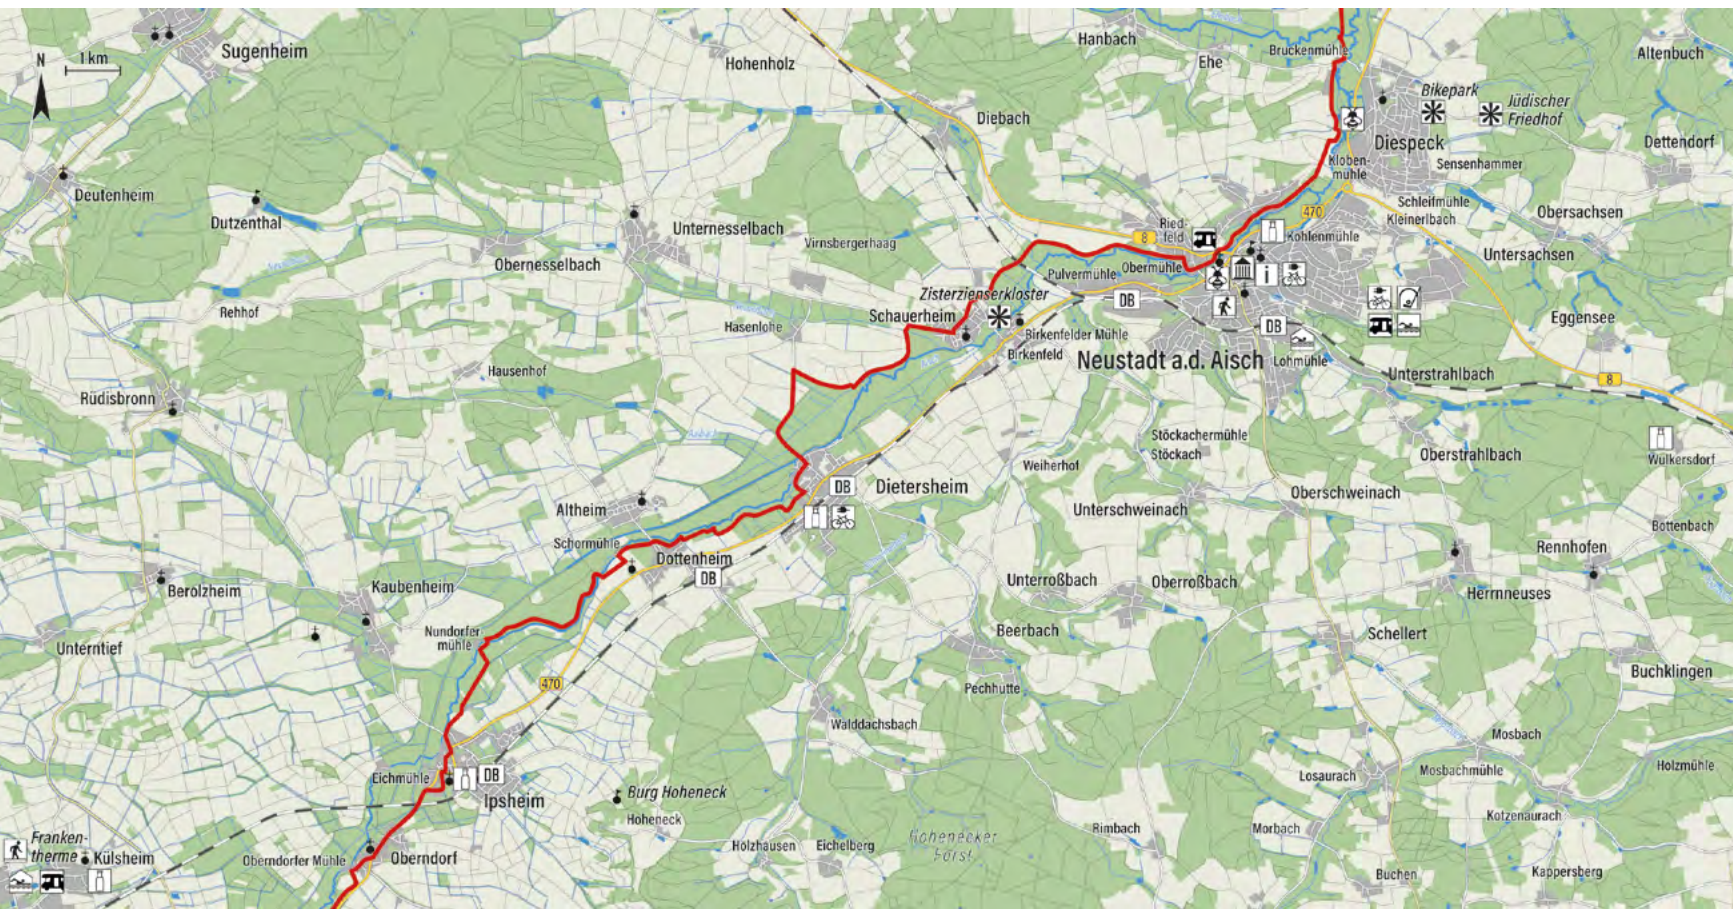 N
1 km
Sugenheim
Hohenholz
Hanbach
Ehe
Bruckenmühle
Altenbuch
Diebach
Bikepark
Jüdischer
Friedhof
Diespeck
Dettendorf
Kloben-
mühle
Sensenhammer
Deutenheim
Dutzenthal
Unternesselbach
Virnsbergerhaag
Ried-
feld
8
470
Schleifmühle
Kleinerlbach
Obersachsen
Kohlenmühle
Untersachsen
Obernesselbach
Pulvermühle
Obermühle
i
Rehhof
Zisterzienserkloster
DB
Schauerheim
Hasenlohe
Birkenfelder Mühle
Birkenfeld
DB
Eggensee
Neustadt a.d. Aisch
Lohmühle
Unterstrahlbach
8
Hausenhof
Rüdisbronn
Stöckachermühle
Stöckach
Oberstrahlbach
Wulkersdorf
Weiherhof
DB
Dietersheim
Oberschweinach
Altheim
Unterschweinach
Bottenbach
Schormühle
Dottenheim
DB
Rennhofen
Berolzheim
Kaubenheim
Unterroßbach
Oberroßbach
Herrnneuses
Nundorfer-
mühle
Beerbach
Schellert
Unterntief
Buchklingen
470
Pechhütte
Walddachsbach
Mosbach
Eichmühle
DB
Ipsheim
Losaurach
Mosbachmühle
Holzmühle
Burg Hoheneck
Hoheneck
Kotzenaurach
Rimbach
Morbach
Franken-
therme
Külsheim
Oberndorfer Mühle
Oberndorf
Holzhausen
Eichelberg
Hohenecker
Forst
Buchen
Kappersberg